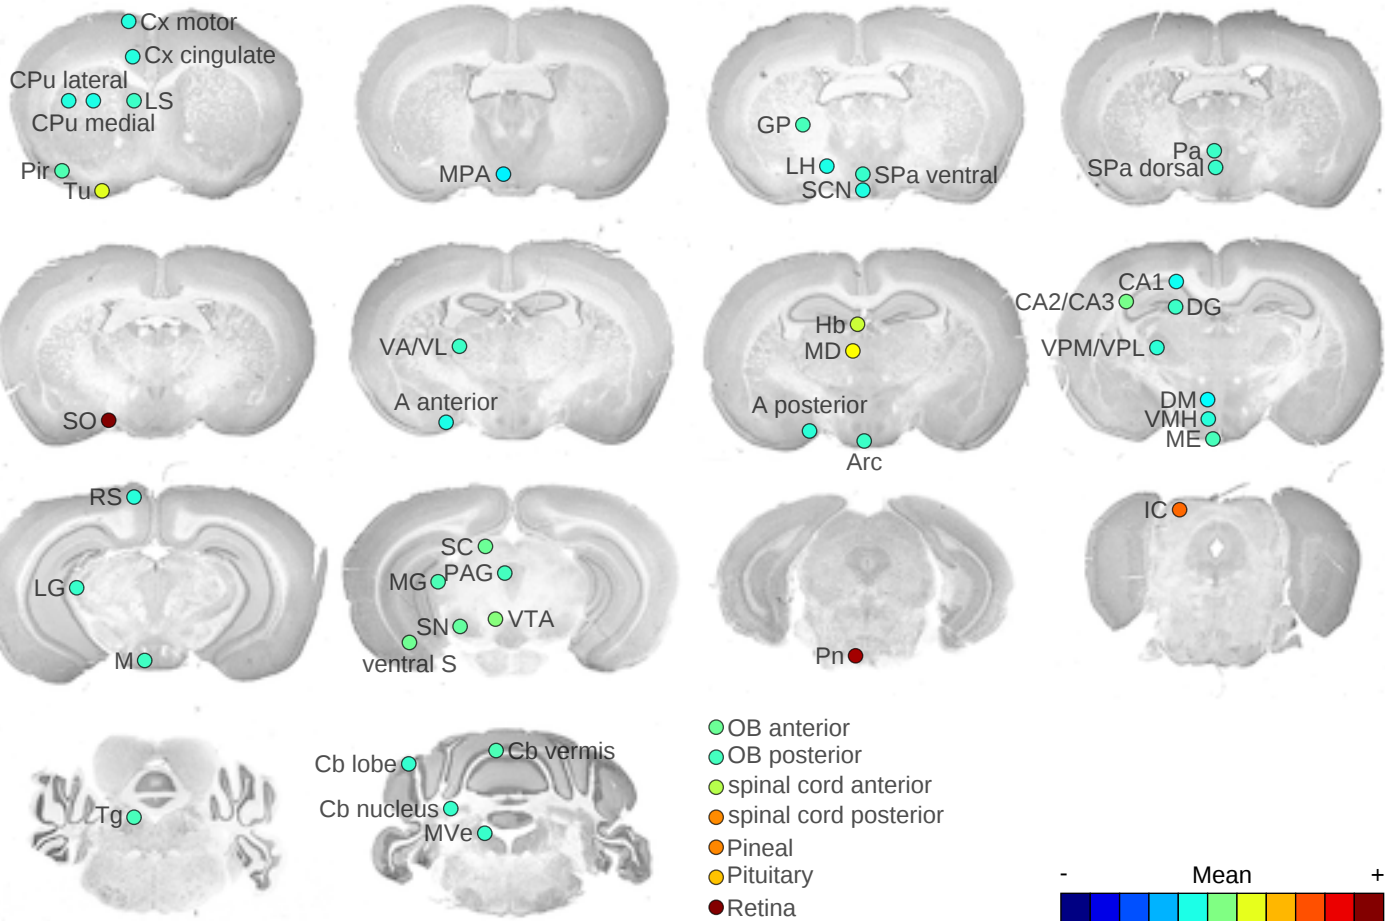 Cx motor
Cx cingulate
CPu lateral
LS
CPu medial
Pir
Tu
MPA
GP
LH
SPa ventral
SCN
Pa
SPa dorsal
SO
VA/VL
A anterior
Hb
MD
A posterior
Arc
CA1
CA2/CA3
DG
VPM/VPL
DM
VMH
ME
RS
LG
M
SC
MG
PAG
SN
VTA
ventral S
Pn
IC
Tg
Cb lobe
Cb vermis
Cb nucleus
MVe
OB anterior
OB posterior
spinal cord anterior
spinal cord posterior
Pineal
Pituitary
Retina
- Mean +